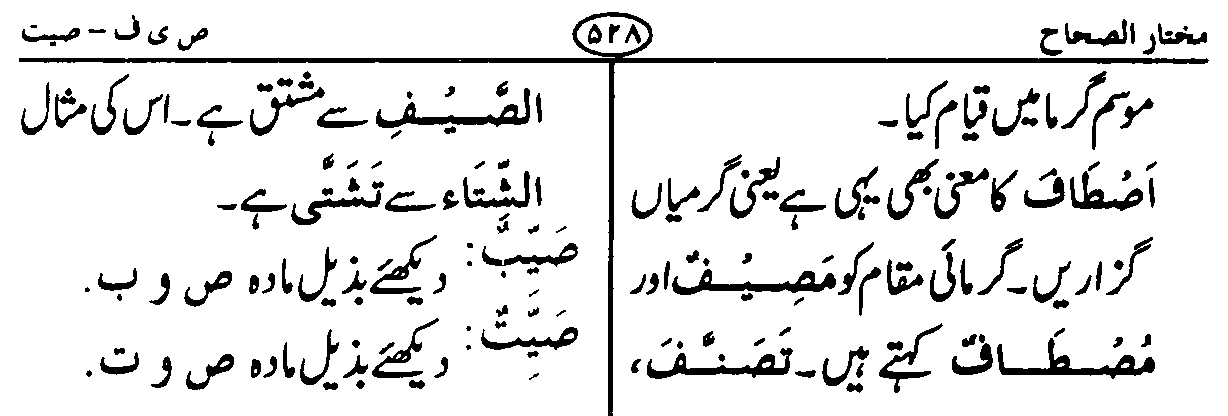 مختار الصحاح ۵۲۸ ص ی ف – صیت
موسم گرما میں قیام کیا۔
اَصْطَافَ کا معنی بھی یہی ہے یعنی گرمیاں
گزاریں۔ گرمائی مقام کو مَصِیْفٌ اور
مُصْطَافٌ کہتے ہیں۔ تَصَنَّفَ،
الصَّیُفِ سے مشتق ہے۔ اس کی مثال
الشِّتَاء سے تَشَتّٰی ہے۔
صَیِّبٌ: دیکھئے بذیل مادہ ص و ب.
صَیِّتٌ: دیکھئے بذیل مادہ ص و ت.